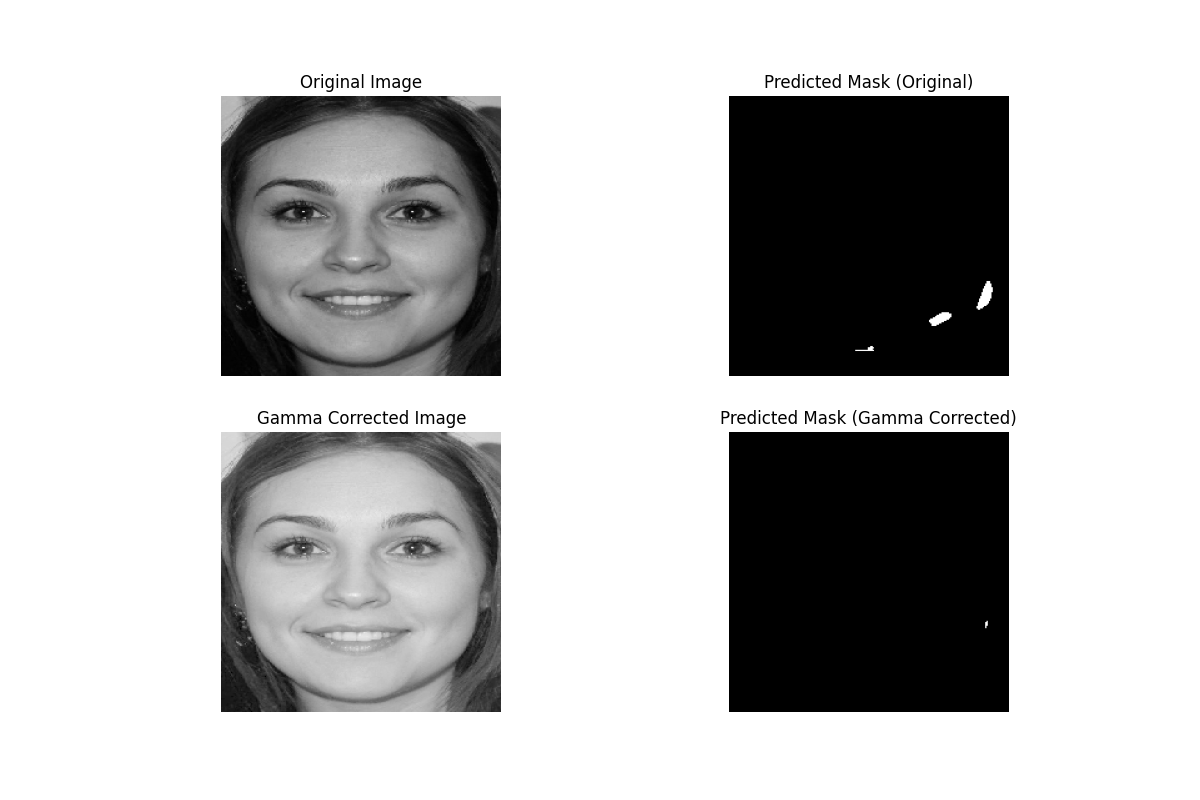 Original Image
Predicted Mask (Original)
Gamma Corrected Image
Predicted Mask (Gamma Corrected)